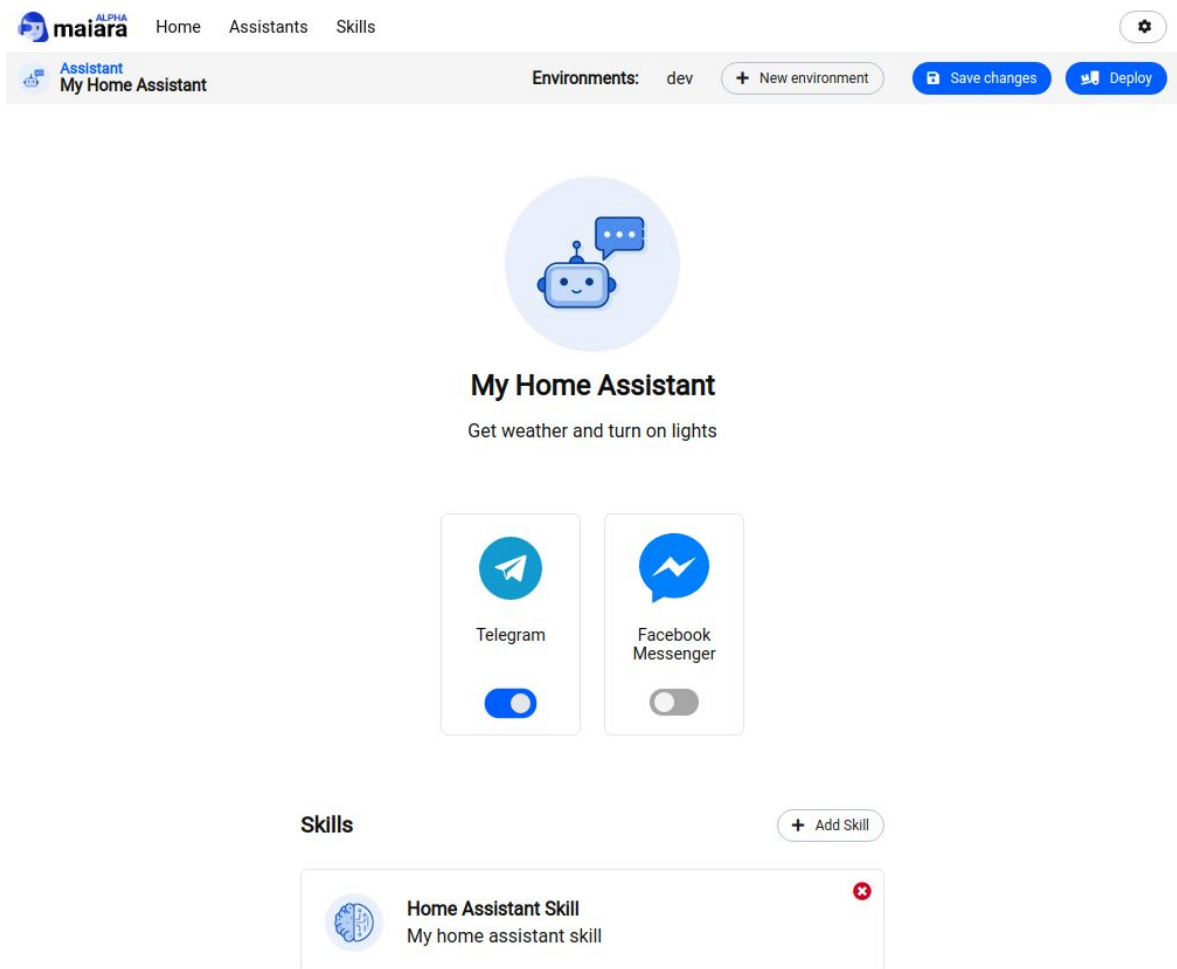 ALPHA
maiara Home Assistants Skills
Assistant
My Home Assistant
Environments: dev + New environment Save changes Deploy
My Home Assistant
Get weather and turn on lights
Telegram
Facebook
Messenger
Skills
+ Add Skill
Home Assistant Skill
My home assistant skill